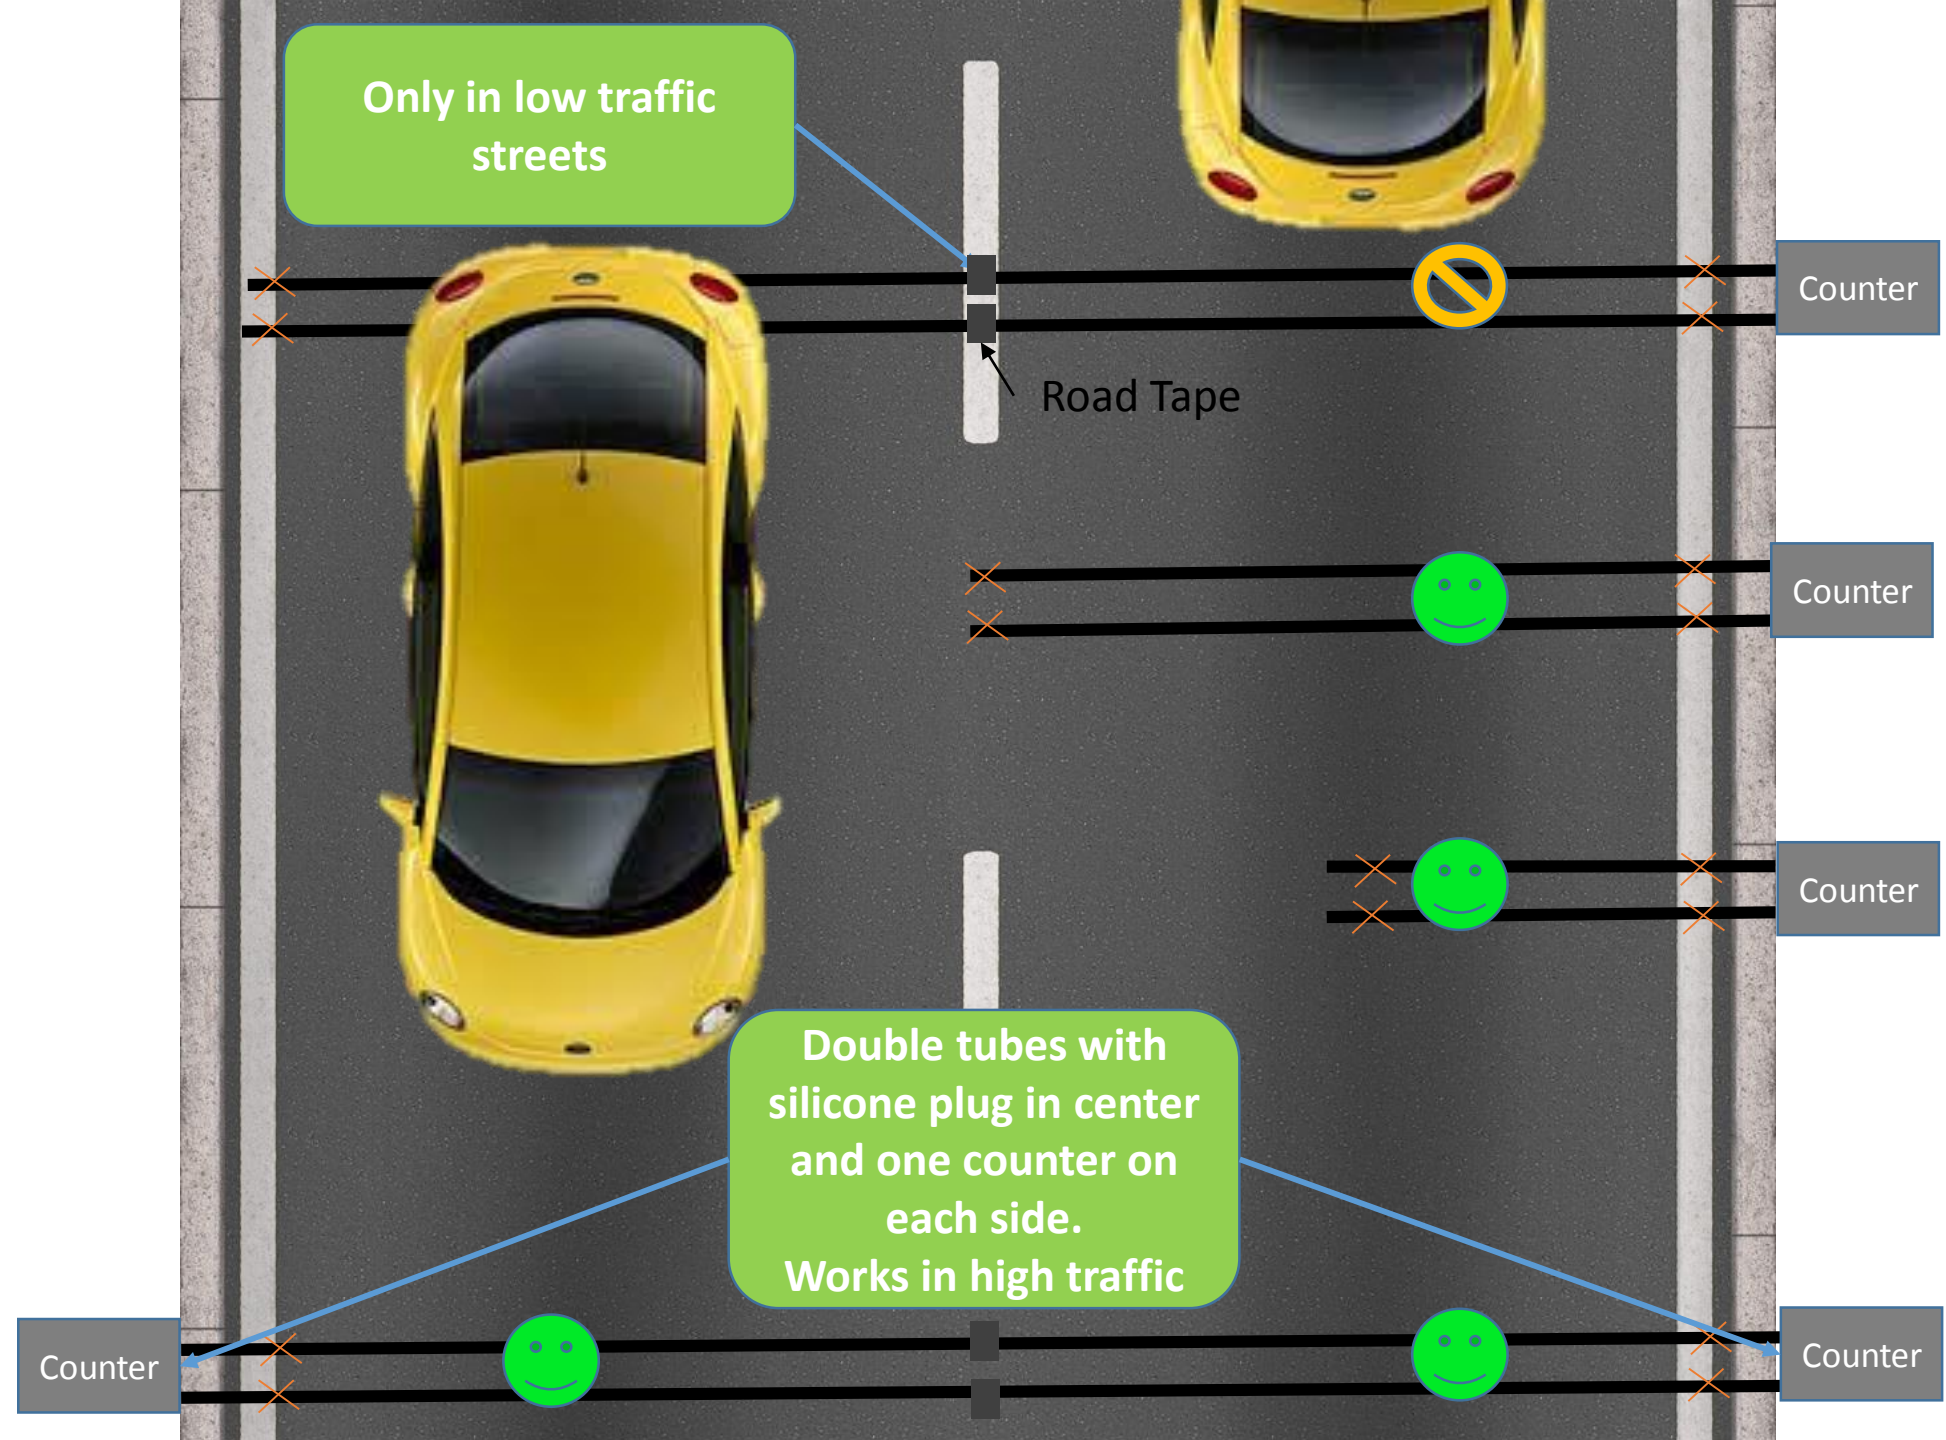 Only in low traffic
streets
Counter
Road Tape
Counter
Counter
Double tubes with
silicone plug in center
and one counter on
each side.
Works in high traffic
Counter
Counter